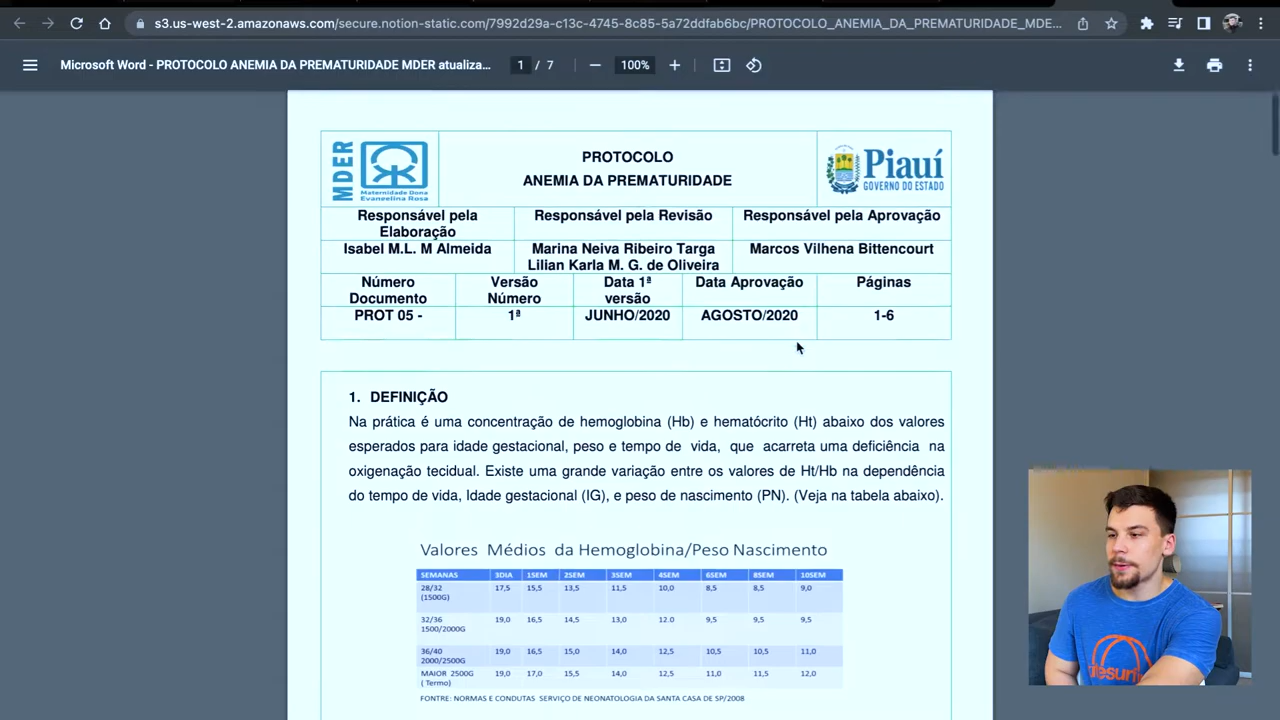 s3.us-west-2.amazonaws.com/secure.notion-static.com/7992d29a-c13c-4745-8c85-5a72ddfab6bc/PROTOCOLO_ANEMIA_DA_PREMATURIDADE_MDE...
Microsoft Word - PROTOCOLO ANEMIA DA PREMATURIDADE MDER atualiza...
1 / 7
100%
MDER
Maternidade Dona
Evangelina Rosa
PROTOCOLO
ANEMIA DA PREMATURIDADE
Piauí
GOVERNO DO ESTADO
Responsável pela Elaboração
Responsável pela Revisão
Responsável pela Aprovação
Isabel M.L. M Almeida
Marina Neiva Ribeiro Targa
Lilian Karla M. G. de Oliveira
Marcos Vilhena Bittencourt
Número Documento
Versão Número
Data 1ª versão
Data Aprovação
Páginas
PROT 05 -
1ª
JUNHO/2020
AGOSTO/2020
1-6
1. DEFINIÇÃO
Na prática é uma concentração de hemoglobina (Hb) e hematócrito (Ht) abaixo dos valores
esperados para idade gestacional, peso e tempo de vida, que acarreta uma deficiência na
oxigenação tecidual. Existe uma grande variação entre os valores de Ht/Hb na dependência
do tempo de vida, Idade gestacional (IG), e peso de nascimento (PN). (Veja na tabela abaixo).
Valores Médios da Hemoglobina/Peso Nascimento
SEMANAS 3DIA 1SEM 2SEM 3SEM 4SEM 6SEM 8SEM 10SEM
28/32 (1500G) 17,5 15,5 13,5 11,5 10,0 8,5 8,5 9,0
32/36 1500/2000G 19,0 16,5 14,5 13,0 12.0 9,5 9,5 9,5
36/40 2000/2500G 19,0 16,5 15,0 14,0 12,5 10,5 10,5 11,0
MAIOR 2500G ( Termo) 19,0 17,0 15,5 14,0 12,5 11,0 11,5 12,0
FONTRE: NORMAS E CONDUTAS SERVIÇO DE NEONATOLOGIA DA SANTA CASA DE SP/2008